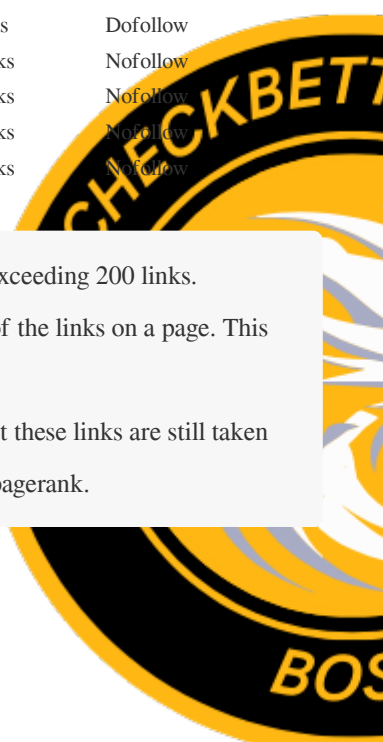 s Dofollow
ks Nofollow
ks Nofollow
ks Nofollow
ks Nofollow
CHECKBETT
xceeding 200 links.
of the links on a page. This
t these links are still taken
pagerank.
BOS